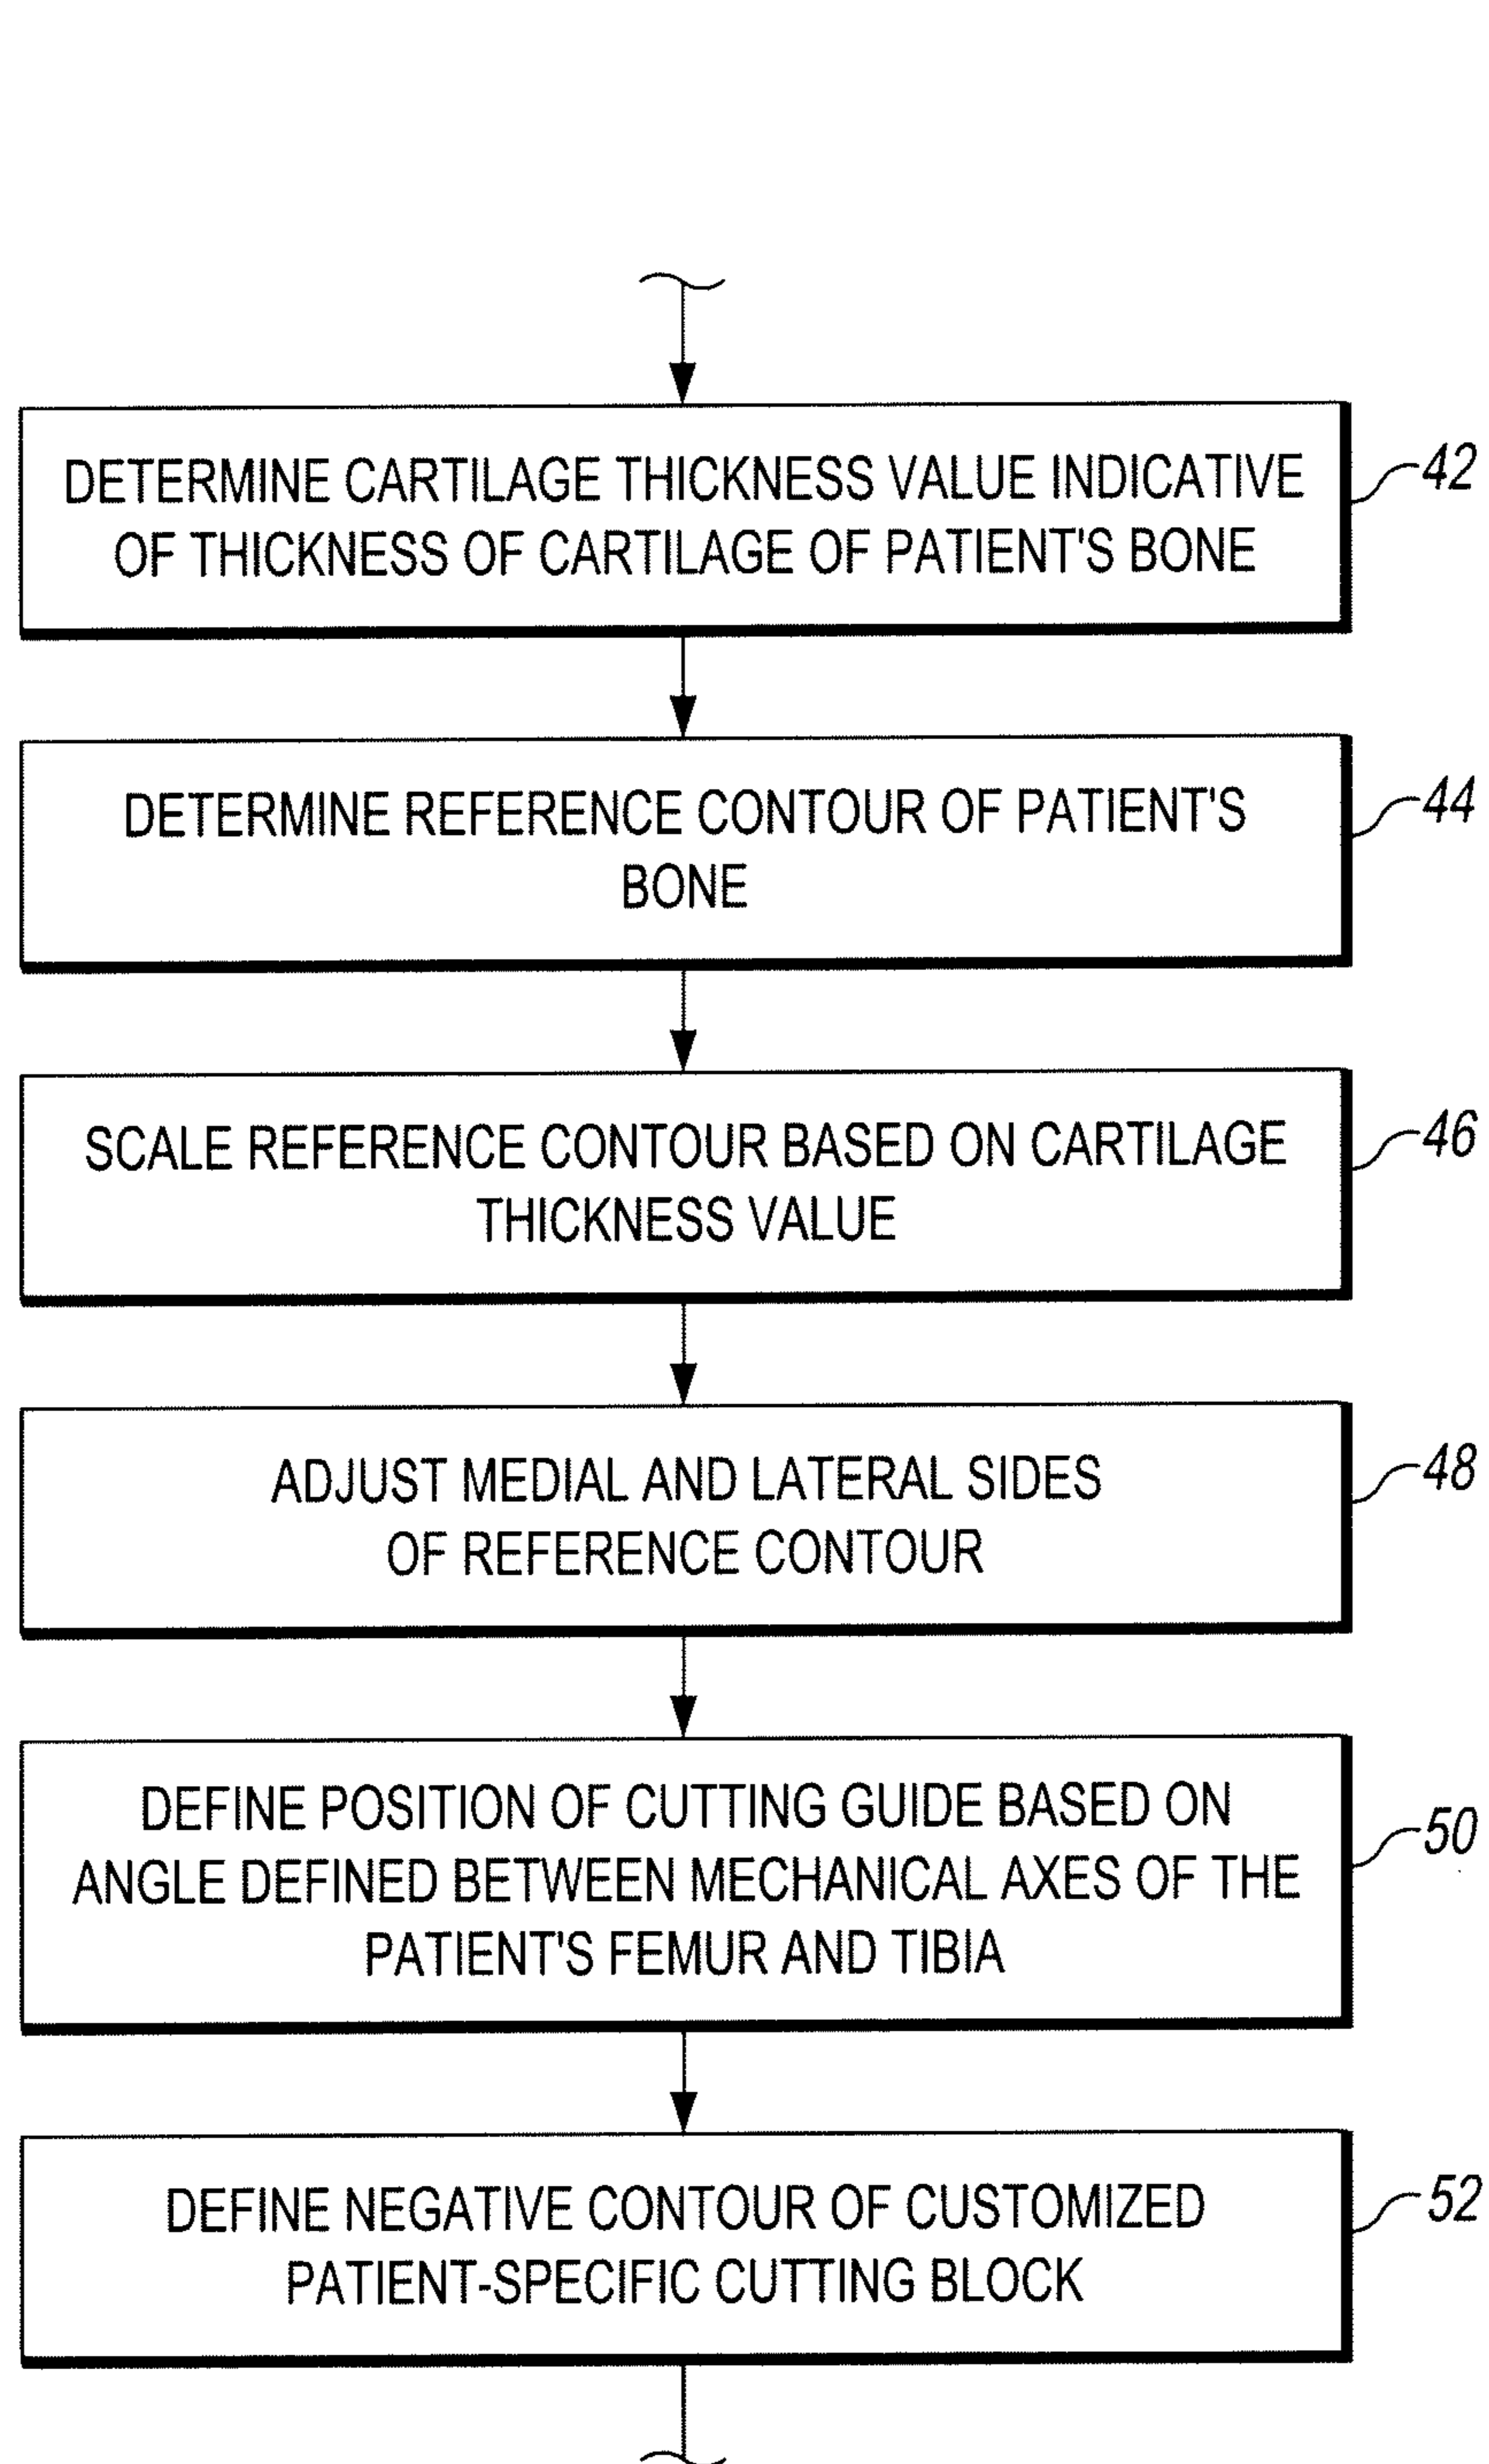 DETERMINE CARTILAGE THICKNESS VALUE INDICATIVE
OF THICKNESS OF CARTILAGE OF PATIENT'S BONE
42
DETERMINE REFERENCE CONTOUR OF PATIENT'S
BONE
44
SCALE REFERENCE CONTOUR BASED ON CARTILAGE
THICKNESS VALUE
46
ADJUST MEDIAL AND LATERAL SIDES
OF REFERENCE CONTOUR
48
DEFINE POSITION OF CUTTING GUIDE BASED ON
ANGLE DEFINED BETWEEN MECHANICAL AXES OF THE
PATIENT'S FEMUR AND TIBIA
50
DEFINE NEGATIVE CONTOUR OF CUSTOMIZED
PATIENT-SPECIFIC CUTTING BLOCK
52